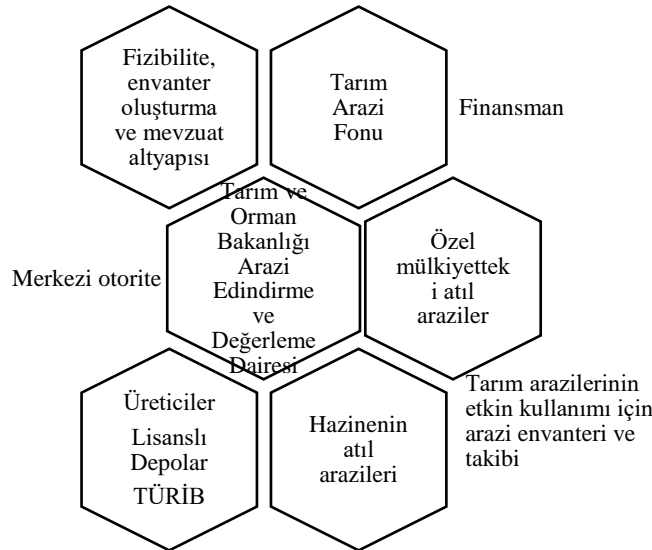 Fizibilite,
envanter
oluşturma
ve mevzuat
altyapısı
Tarım
Arazi
Fonu
Finansman
Merkezi otorite
Tarım ve
Orman
Bakanlığı
Arazi
Edindirme
ve
Değerleme
Dairesi
Özel
mülkiyettek
i atıl
araziler
Üreticiler
Lisanslı
Depolar
TÜRİB
Hazinenin
atıl
arazileri
Tarım arazilerinin
etkin kullanımı için
arazi envanteri ve
takibi